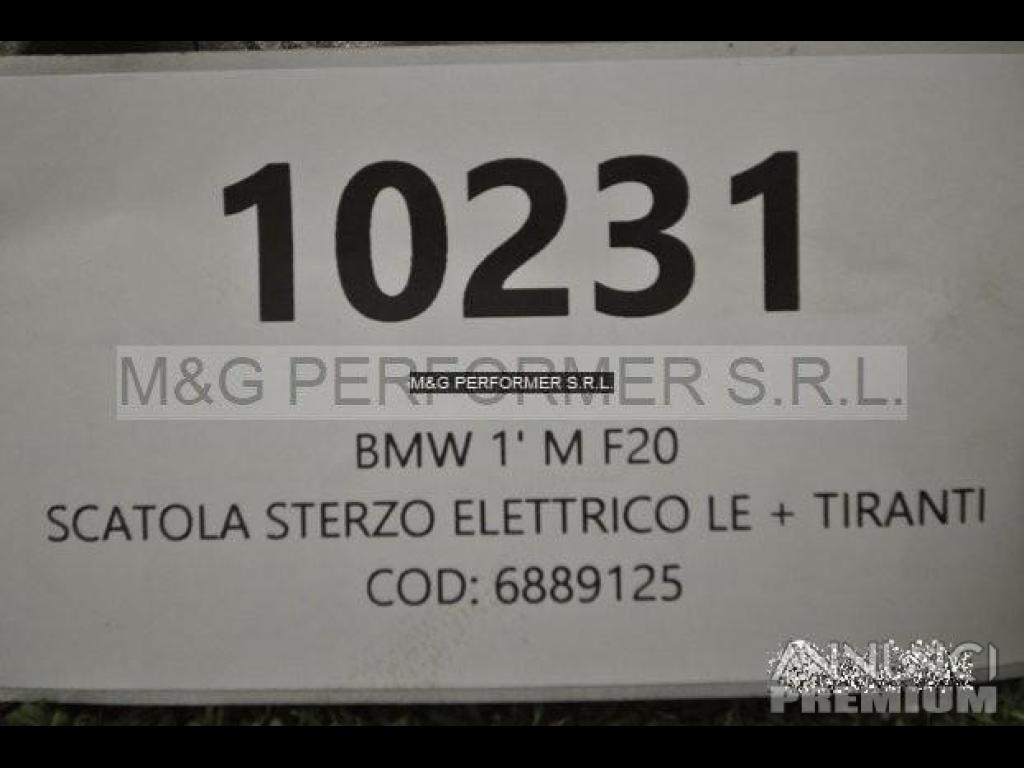 10231
M&G PERFORMER S.R.L.
M&G PERFORMER S.R.L.
BMW 1' M F20
SCATOLA STERZO ELETTRICO LE + TIRANTI
COD: 6889125
ANNUNCI
PREMIUM